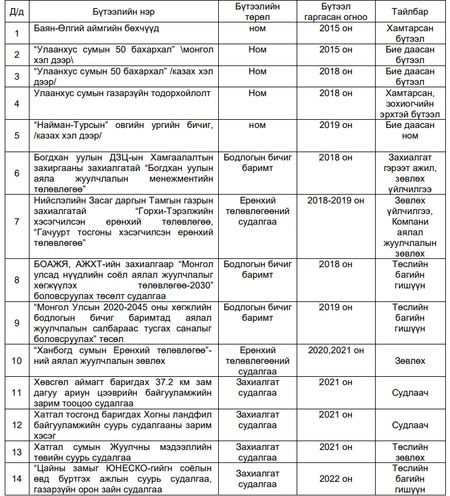 Д/д Бүтээлийн нэр Бүтээлийн төрөл Бүтээл гаргасан огноо Тайлбар
1 Баян-Өлгий аймгийн бөхчүүд ном 2015 он Хамтарсан бүтээл
2 “Улаанхус сумын 50 бахархал” \монгол хэл дээр\ Ном 2015 он Бие даасан бүтээл
3 “Улаанхус сумын 50 бахархал” /казах хэл дээр/ Ном 2018 он Бие даасан бүтээл
4 Улаанхус сумын газарзүйн тодорхойлолт Ном 2018 он Хамтарсан, зохиогчийн эрхтэй бүтээл
5 “Найман-Турсын” овгийн ургийн бичиг, /казах хэл дээр/ ном 2019 он Бие даасан ном
6 Богдхан уулын ДЗЦ-ын Хамгаалалтын захиргааны захиалгатай “Богдхан уулын аяла жуулчлалын менежментийн төлөвлөгөө“ Бодлогын бичиг баримт 2018 он Захиалгат гэрээт ажил, зөвлөх үйлчилгээ
7 Нийслэлийн Засаг даргын Тамгын газрын захиалгатай “Горхи-Тэрэлжийн хэсэгчилсэн ерөнхий төлөвлөгөө, “Гачуурт тосгоны хэсэгчилсэн ерөнхий төлөвлөгөө” Ерөнхий төлөвлөгөөний судалгаа 2018-2019 он Зөвлөх үйлчилгээ, Компани аялал жуулчлалын зөвлөх
8 БОАЖЯ, АЖХТ-ийн захиалгаар “Монгол улсад нүүдлийн соёл аялал жуулчлалыг хөгжүүлэх төлөвлөгөө-2030” боловсруулах төсөлт судалгаа Бодлогын бичиг баримт 2018 он Төслийн багийн гишүүн
9 “Монгол Улсын 2020-2045 оны хөгжлийн бодлогын бичиг баримтад аялал жуулчлалын салбараас тусгах саналыг боловсруулах” төсөл Бодлогын бичиг баримт 2019 он Төслийн багийн гишүүн
10 “Ханбогд сумын Ерөнхий төлөвлөгөө”-ний аялал жуулчлалын зөвлөх Ерөнхий төлөвлөгөөний судалгаа 2020,2021 он Зөвлөх
11 Хөвсгөл аймагт баригдах 37.2 км зам дагуу ариун цэврийн байгууламжийн зарим тооцоо судалгаа Захиалгат судалгаа 2021 он Судлаач
12 Хатгал тосгонд баригдах Хогны ландфил байгууламжийн суурь судалгааны зарим хэсэг Захиалгат судалгаа 2021 он Судлаач
13 Хатгал сумын Жуулчны мэдээллийн төвийн суурь судалгаа Захиалгат судалгаа 2021 он Төслийн зөвлөх
14 “Цайны замыг ЮНЕСКО-гийн соёлын өвд бүртгэх ажлын суурь судалгаа, газарзүйн орон зайн судалгаа Захиалгат судалгаа 2022 он Төслийн багийн гишүүн